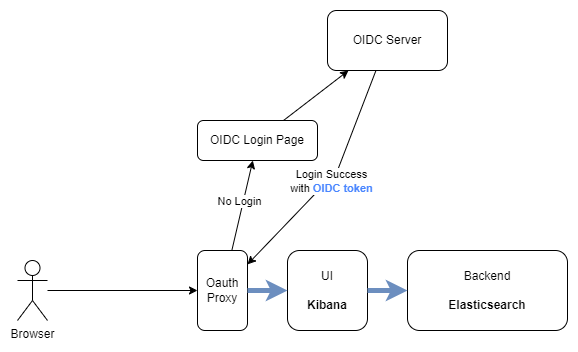 OIDC Server
OIDC Login Page
Login Success
with OIDC token
No Login
Oauth
Proxy
UI
Kibana
Backend
Elasticsearch
Browser